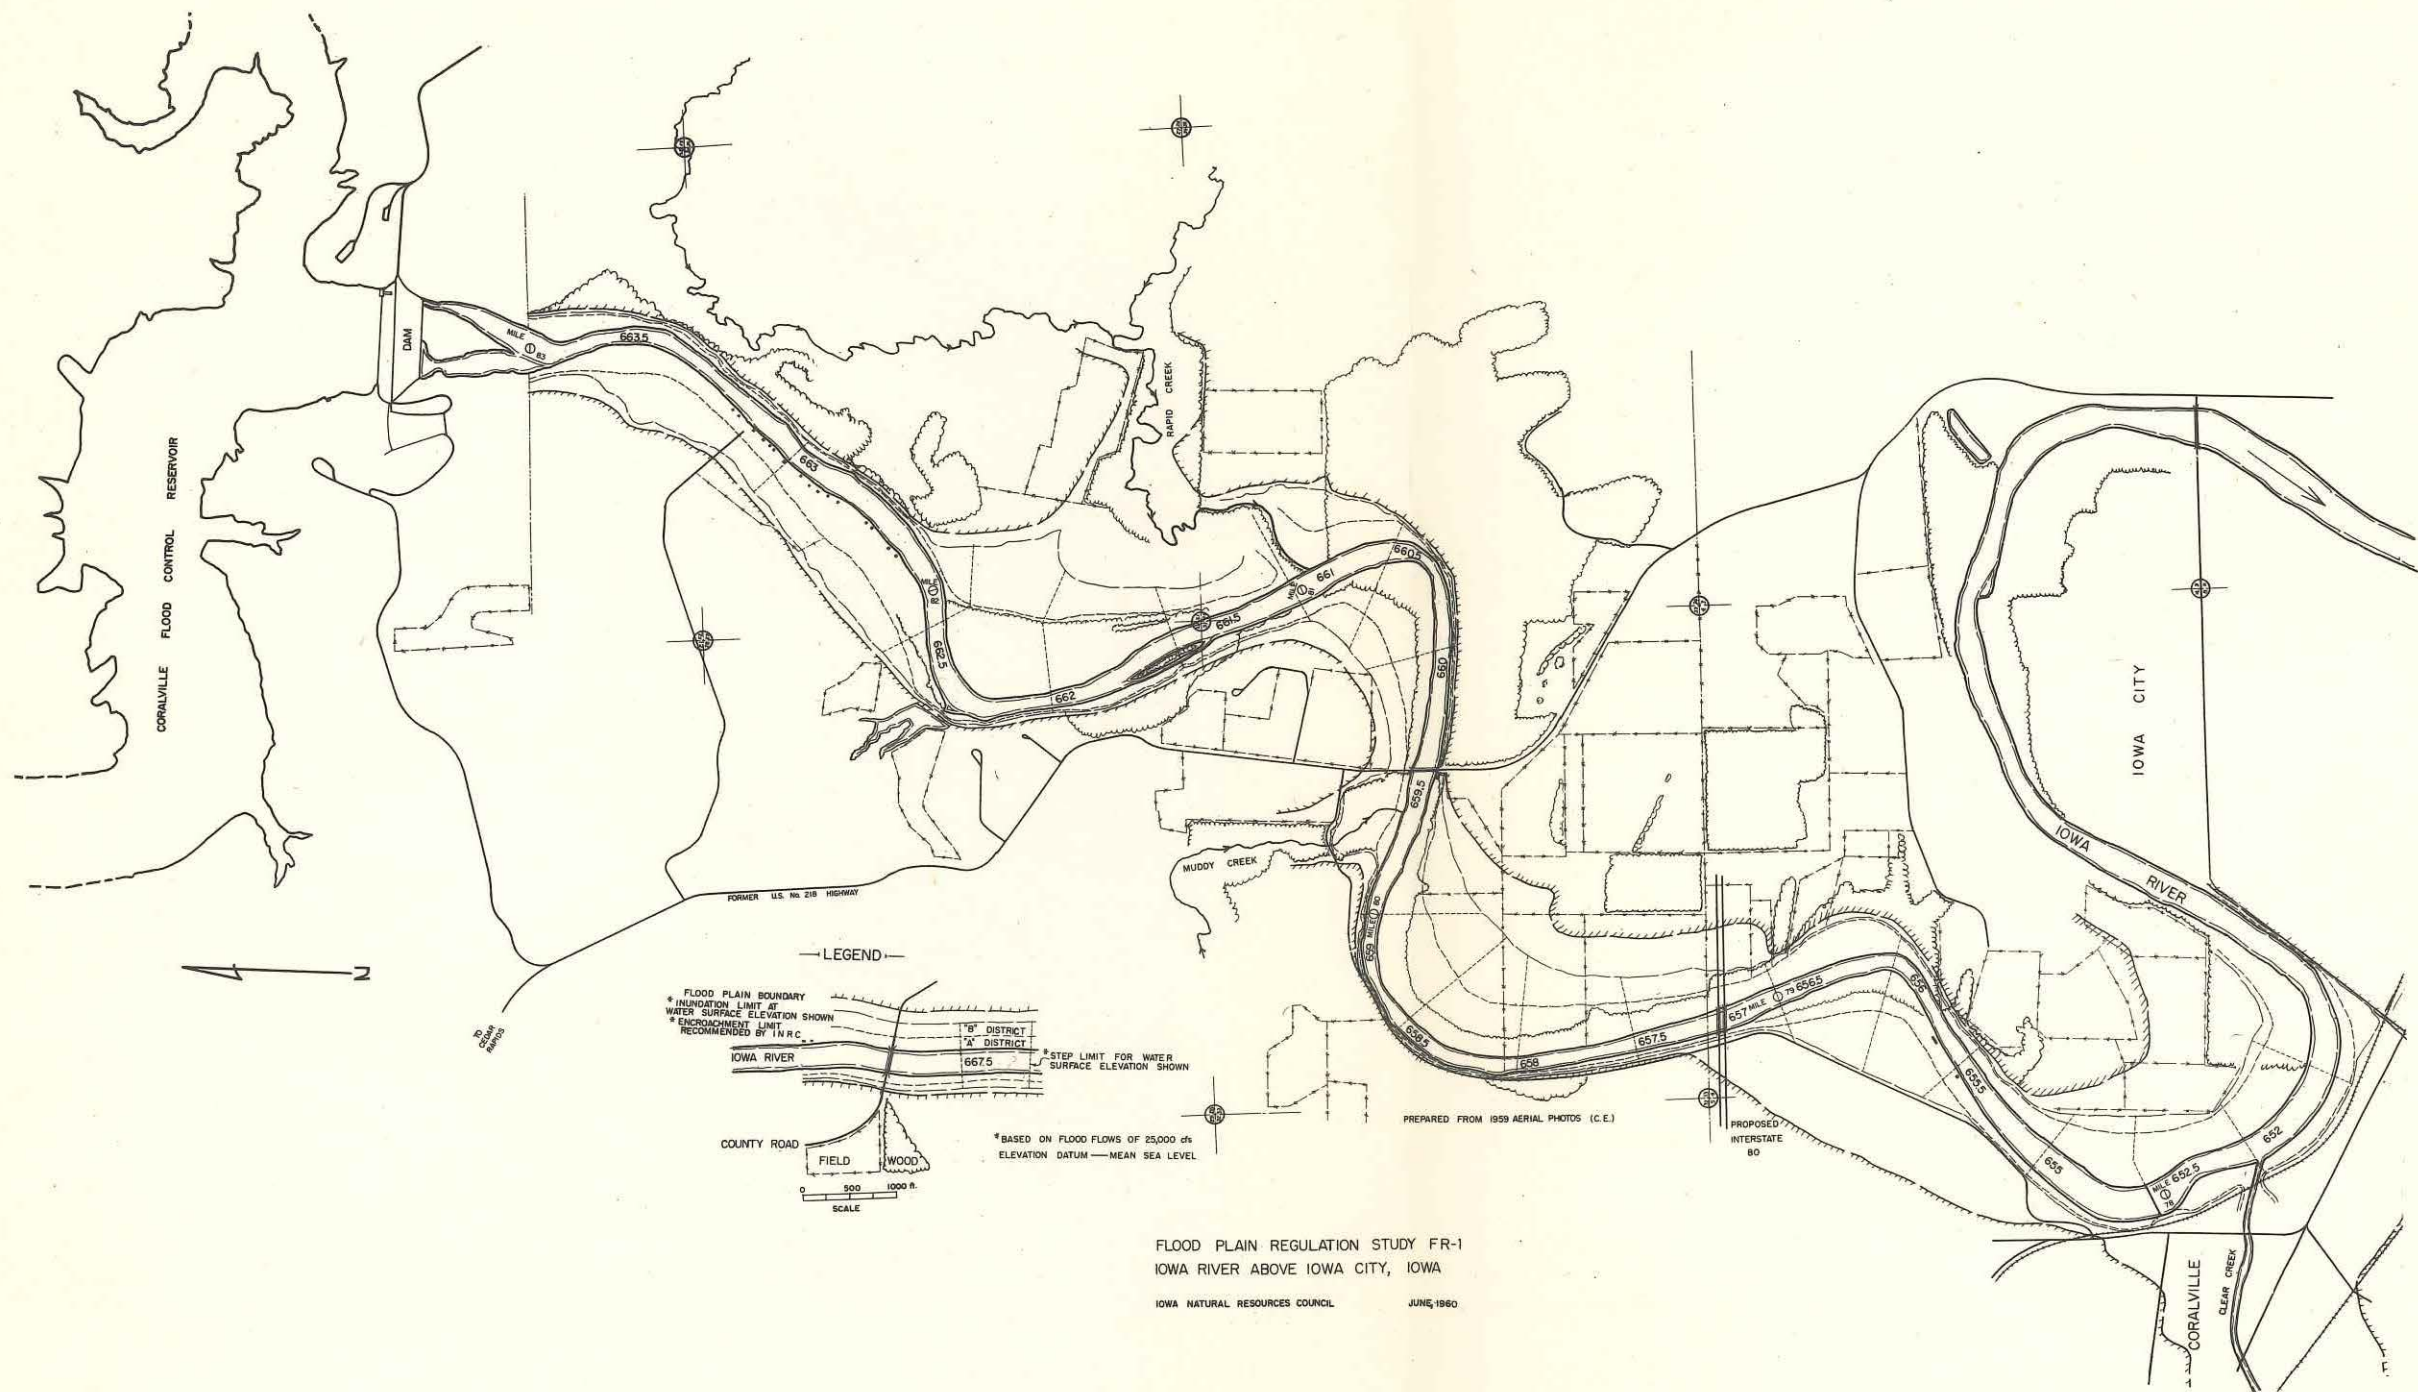 CORALVILLE FLOOD CONTROL RESERVOIR
DAM
MILE 83
663.5
663
MILE 81
662.5
662
661.5
MILE 81
661
660.5
660
659.5
RAPID CREEK
MUDDY CREEK
659 MILE 80
658.5
658
657.5
657 MILE 79 656.5
656
655.5
655
MILE 78 652.5
652
IOWA CITY
IOWA RIVER
PROPOSED
INTERSTATE
80
CORALVILLE
CLEAR CREEK
FORMER U.S. No. 218 HIGHWAY
TO
CEDAR
RAPIDS
LEGEND
FLOOD PLAIN BOUNDARY
* INUNDATION LIMIT AT
WATER SURFACE ELEVATION SHOWN
* ENCROACHMENT LIMIT
RECOMMENDED BY I N R C
"B" DISTRICT
"A" DISTRICT
IOWA RIVER
667.5
* STEP LIMIT FOR WATER
SURFACE ELEVATION SHOWN
COUNTY ROAD
FIELD
WOOD
* BASED ON FLOOD FLOWS OF 25,000 cfs
ELEVATION DATUM — MEAN SEA LEVEL
0 500 1000 ft.
SCALE
PREPARED FROM 1959 AERIAL PHOTOS (C.E.)
FLOOD PLAIN REGULATION STUDY FR-1
IOWA RIVER ABOVE IOWA CITY, IOWA
IOWA NATURAL RESOURCES COUNCIL JUNE, 1960